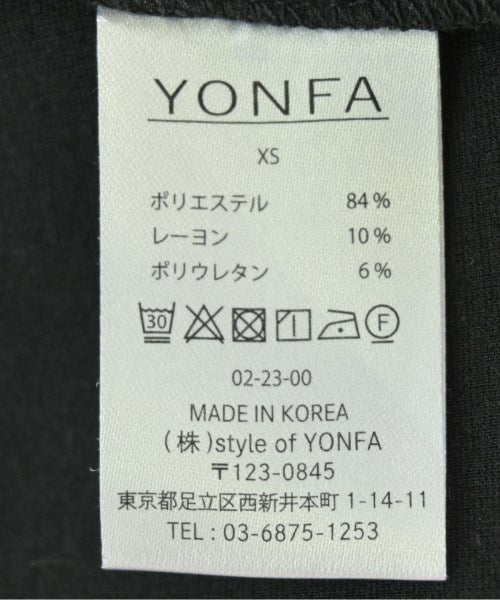 YONFA
XS
ポリエステル 84%
レーヨン 10%
ポリウレタン 6%
30 F
02-23-00
MADE IN KOREA
(株)style of YONFA
〒123-0845
東京都足立区西新井本町1-14-11
TEL : 03-6875-1253